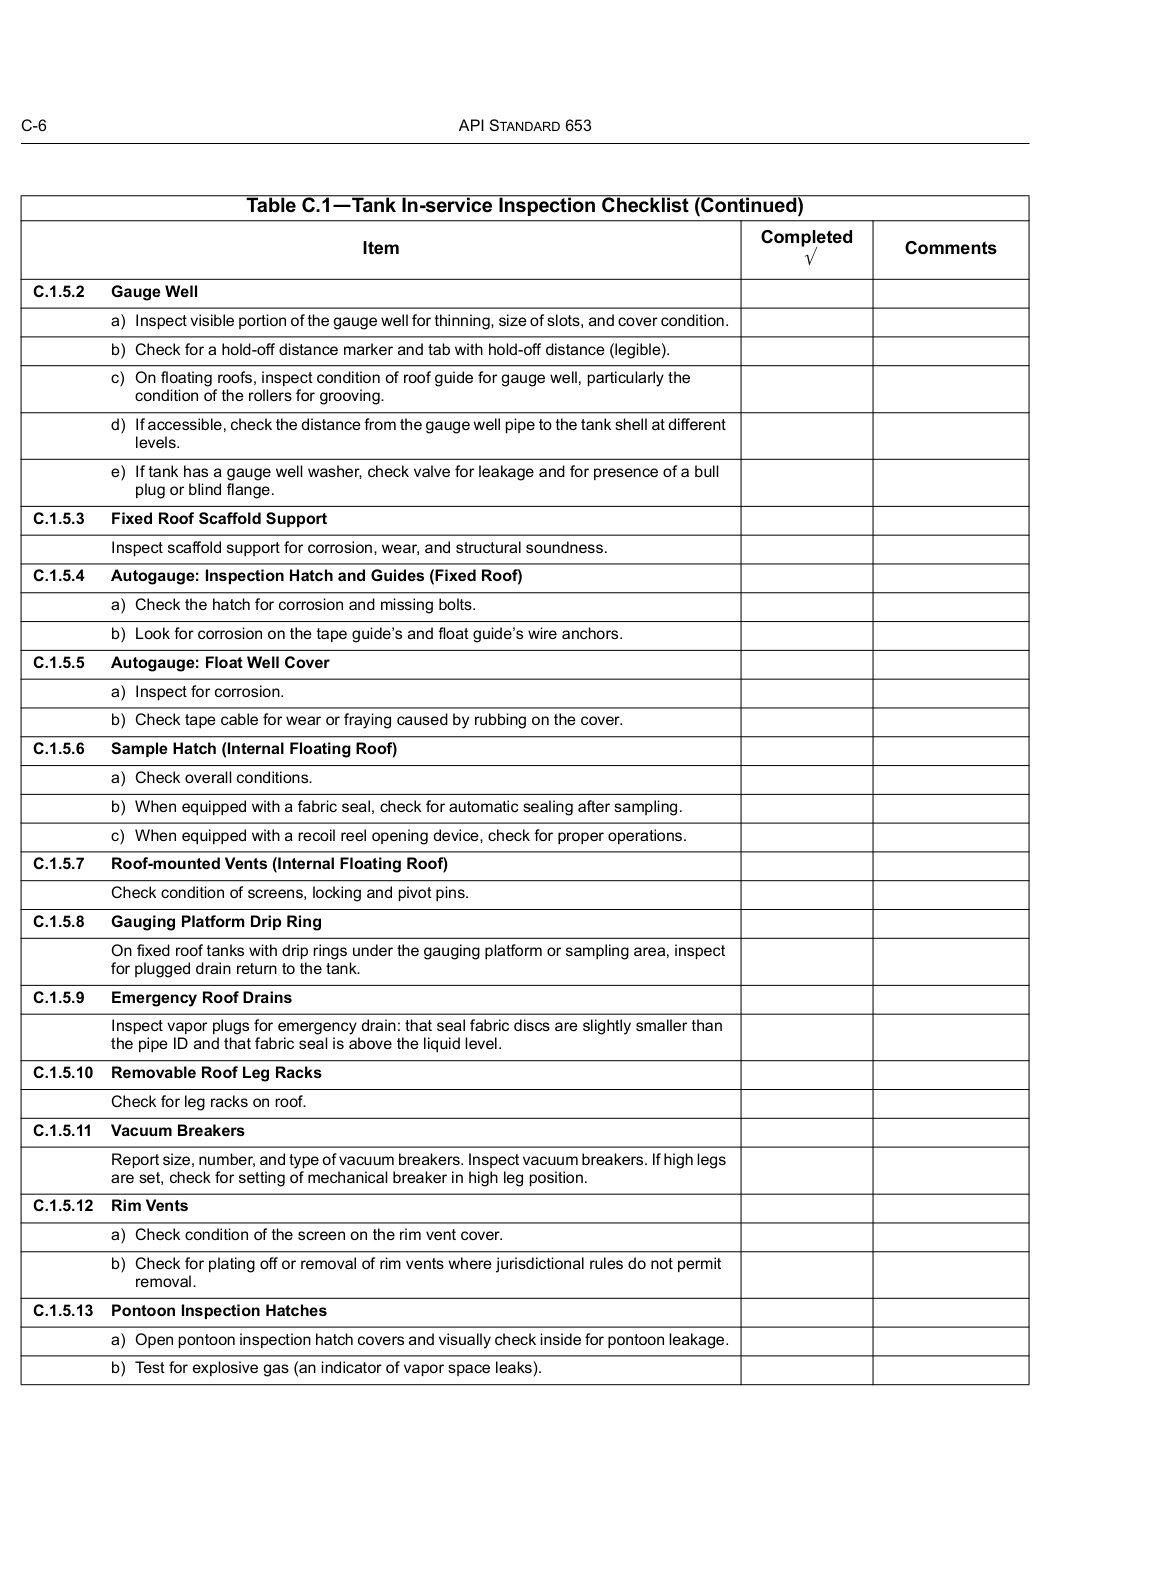 C-6 API STANDARD 653
Table C.1—Tank In-service Inspection Checklist (Continued)
Item Completed √ Comments
C.1.5.2 Gauge Well
a) Inspect visible portion of the gauge well for thinning, size of slots, and cover condition.
b) Check for a hold-off distance marker and tab with hold-off distance (legible).
c) On floating roofs, inspect condition of roof guide for gauge well, particularly the
condition of the rollers for grooving.
d) If accessible, check the distance from the gauge well pipe to the tank shell at different
levels.
e) If tank has a gauge well washer, check valve for leakage and for presence of a bull
plug or blind flange.
C.1.5.3 Fixed Roof Scaffold Support
Inspect scaffold support for corrosion, wear, and structural soundness.
C.1.5.4 Autogauge: Inspection Hatch and Guides (Fixed Roof)
a) Check the hatch for corrosion and missing bolts.
b) Look for corrosion on the tape guide’s and float guide’s wire anchors.
C.1.5.5 Autogauge: Float Well Cover
a) Inspect for corrosion.
b) Check tape cable for wear or fraying caused by rubbing on the cover.
C.1.5.6 Sample Hatch (Internal Floating Roof)
a) Check overall conditions.
b) When equipped with a fabric seal, check for automatic sealing after sampling.
c) When equipped with a recoil reel opening device, check for proper operations.
C.1.5.7 Roof-mounted Vents (Internal Floating Roof)
Check condition of screens, locking and pivot pins.
C.1.5.8 Gauging Platform Drip Ring
On fixed roof tanks with drip rings under the gauging platform or sampling area, inspect
for plugged drain return to the tank.
C.1.5.9 Emergency Roof Drains
Inspect vapor plugs for emergency drain: that seal fabric discs are slightly smaller than
the pipe ID and that fabric seal is above the liquid level.
C.1.5.10 Removable Roof Leg Racks
Check for leg racks on roof.
C.1.5.11 Vacuum Breakers
Report size, number, and type of vacuum breakers. Inspect vacuum breakers. If high legs
are set, check for setting of mechanical breaker in high leg position.
C.1.5.12 Rim Vents
a) Check condition of the screen on the rim vent cover.
b) Check for plating off or removal of rim vents where jurisdictional rules do not permit
removal.
C.1.5.13 Pontoon Inspection Hatches
a) Open pontoon inspection hatch covers and visually check inside for pontoon leakage.
b) Test for explosive gas (an indicator of vapor space leaks).